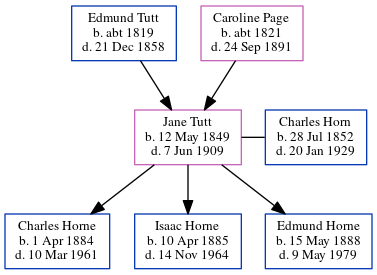 Edmund Tutt
b. abt 1819
d. 21 Dec 1858
Caroline Page
b. abt 1821
d. 24 Sep 1891
Jane Tutt
b. 12 May 1849
d. 7 Jun 1909
Charles Horn
b. 28 Jul 1852
d. 20 Jan 1929
Charles Horne
b. 1 Apr 1884
d. 10 Mar 1961
Isaac Horne
b. 10 Apr 1885
d. 14 Nov 1964
Edmund Horne
b. 15 May 1888
d. 9 May 1979